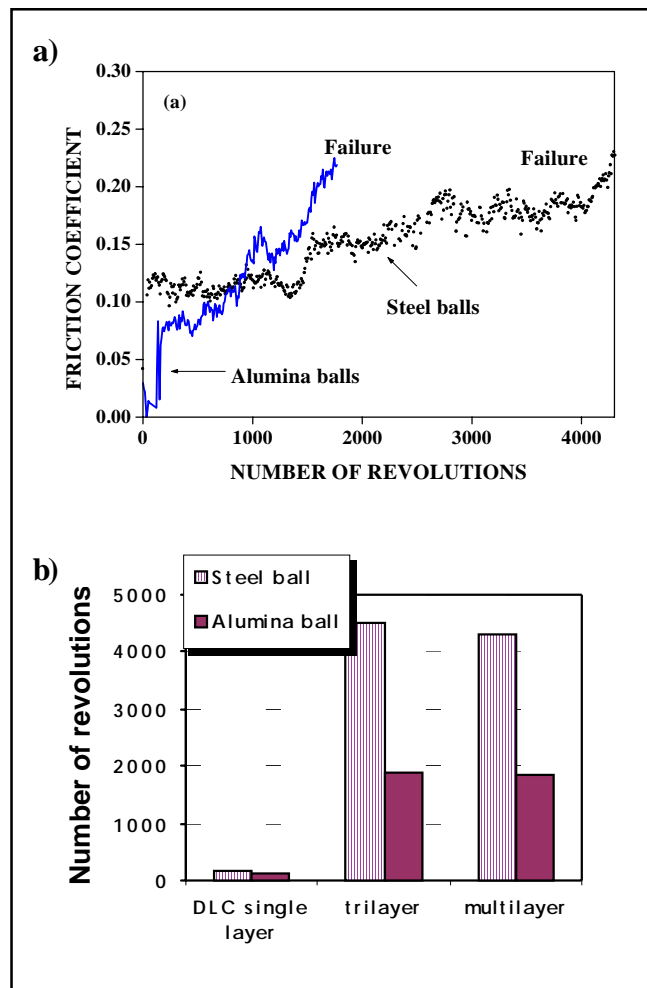 a)
0.30
(a)
0.25
Failure
Failure
0.20
0.15
0.10
Steel balls
0.05
Alumina balls
0.00
FRICTION COEFFICIENT
0
1000
2000
3000
4000
NUMBER OF REVOLUTIONS
b)
Steel ball
Alumina ball
5000
4000
3000
2000
1000
0
Number of revolutions
DLC single
layer
trilayer
multilayer